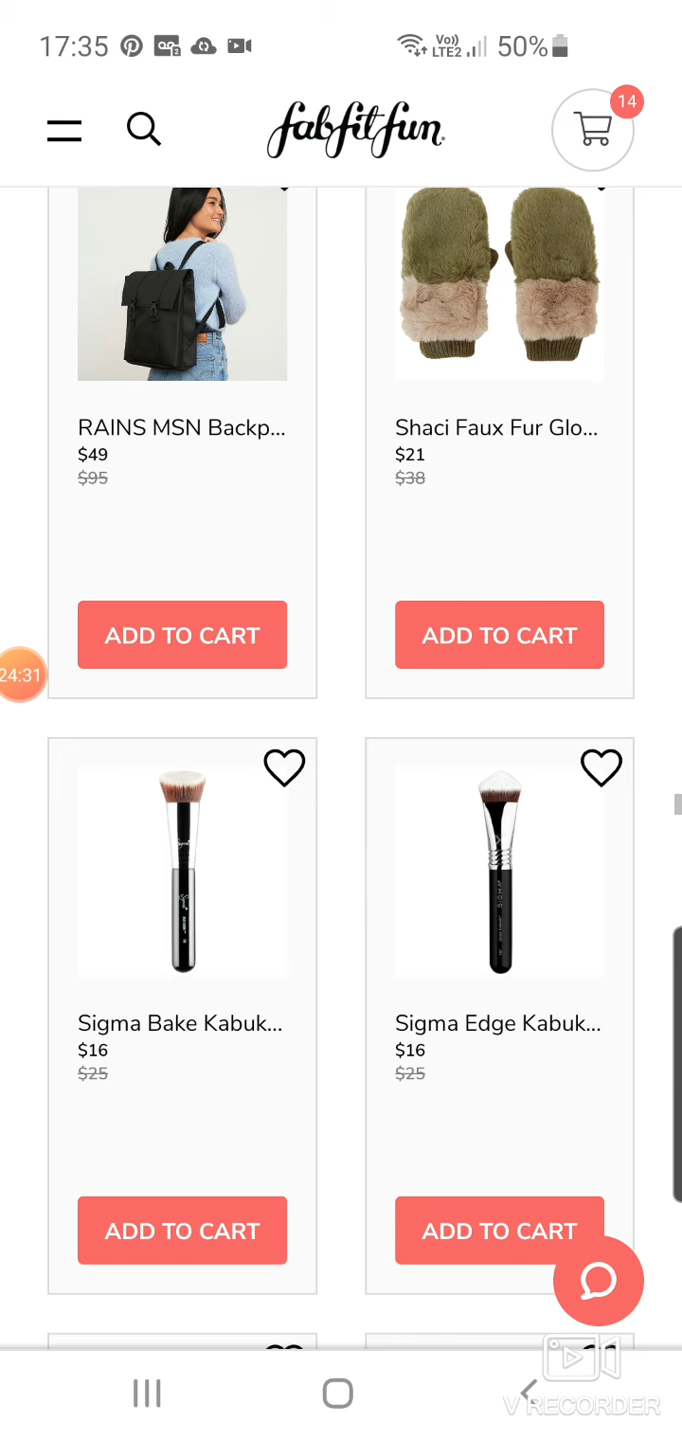 17:35
Vo))
LTE2
50%
fabfitfun
14
RAINS MSN Backp...
$49
$95
Shaci Faux Fur Glo...
$21
$38
ADD TO CART
ADD TO CART
24:31
Sigma Bake Kabuk...
$16
$25
Sigma Edge Kabuk...
$16
$25
ADD TO CART
ADD TO CART
V RECORDER